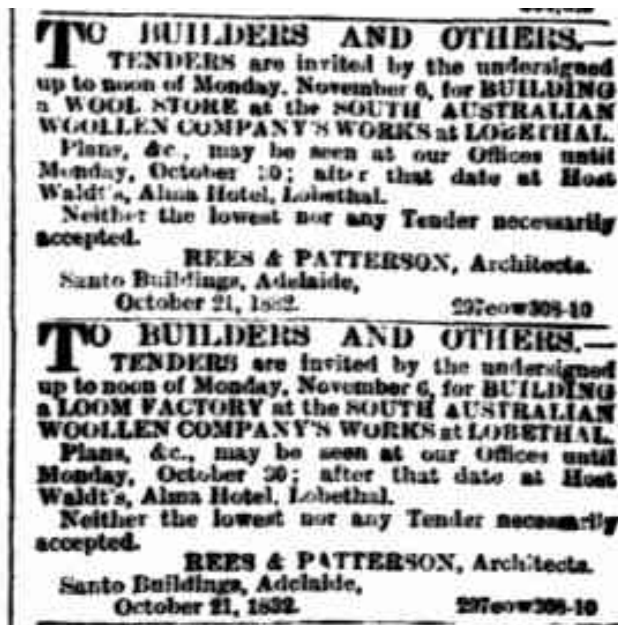 TO BUILDERS AND OTHERS.—
TENDERS are invited by the undersigned
up to noon of Monday, November 6, for BUILDING
a WOOL STORE at the SOUTH AUSTRALIAN
WOOLLEN COMPANY'S WORKS at LOBETHAL.
Plans, &c., may be seen at our Offices until
Monday, October 30; after that date at Host
Waldt's, Alma Hotel, Lobethal.
Neither the lowest nor any Tender necessarily
accepted.
REES & PATTERSON, Architects.
Santo Buildings, Adelaide,
October 21, 1882. 297eow308-10
TO BUILDERS AND OTHERS.—
TENDERS are invited by the undersigned
up to noon of Monday, November 6, for BUILDING
a LOOM FACTORY at the SOUTH AUSTRALIAN
WOOLLEN COMPANY'S WORKS at LOBETHAL.
Plans, &c., may be seen at our Offices until
Monday, October 30; after that date at Host
Waldt's, Alma Hotel, Lobethal.
Neither the lowest nor any Tender necessarily
accepted.
REES & PATTERSON, Architects.
Santo Buildings, Adelaide,
October 21, 1882. 297eow308-10